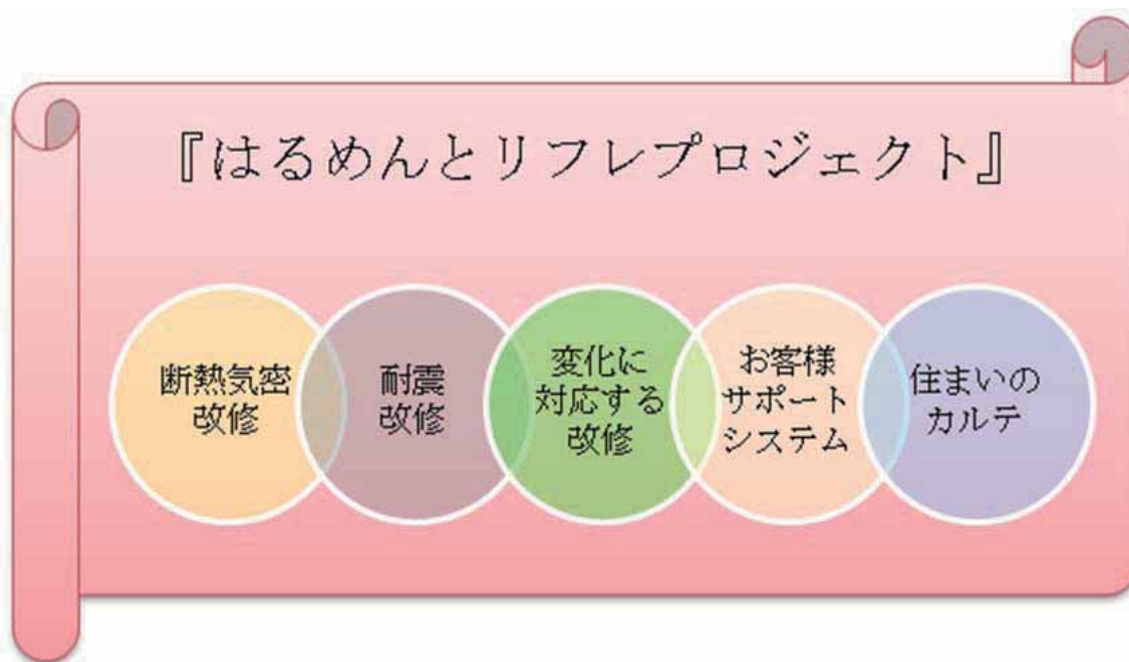 『はるめんとリフレプロジェクト』
断熱気密
改修
耐震
改修
変化に
対応する
改修
お客様
サポート
システム
住まいの
カルテ